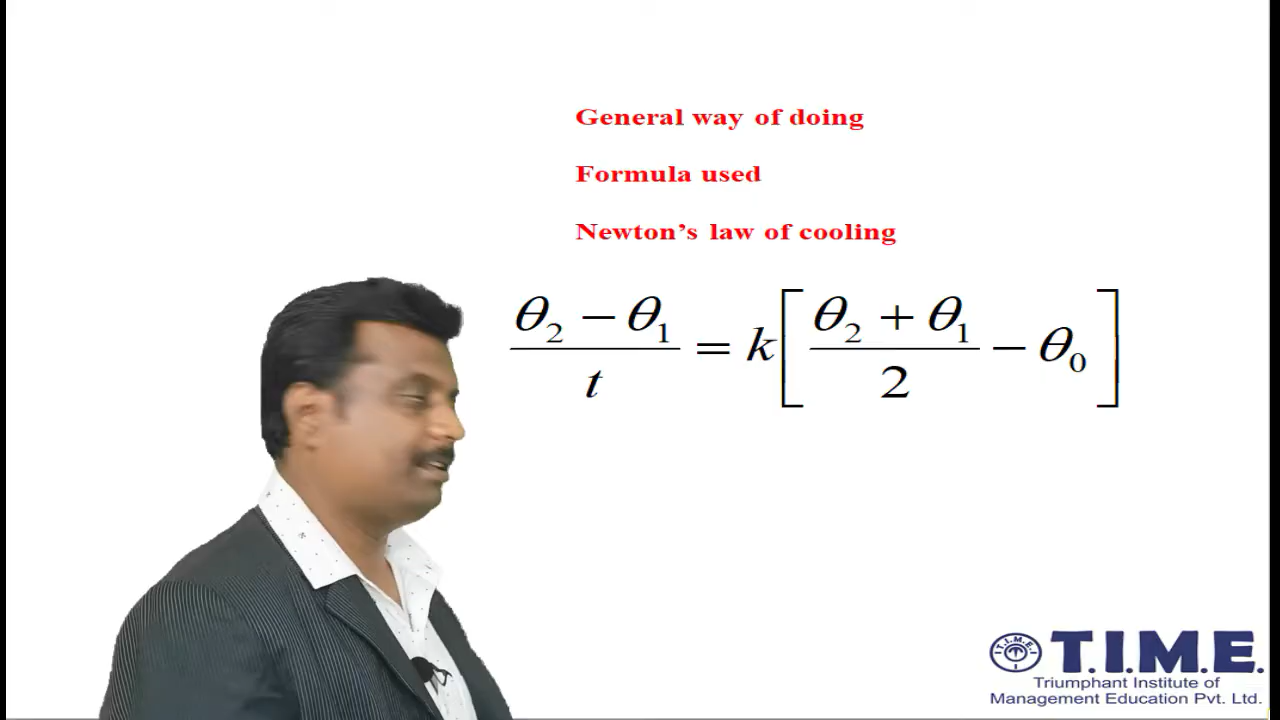 General way of doing
Formula used
Newton's law of cooling
θ₂ − θ₁ / t = k[θ₂ + θ₁ / 2 − θ₀]
T.I.M.E.
T.I.M.E.
Triumphant Institute of
Management Education Pvt. Ltd.